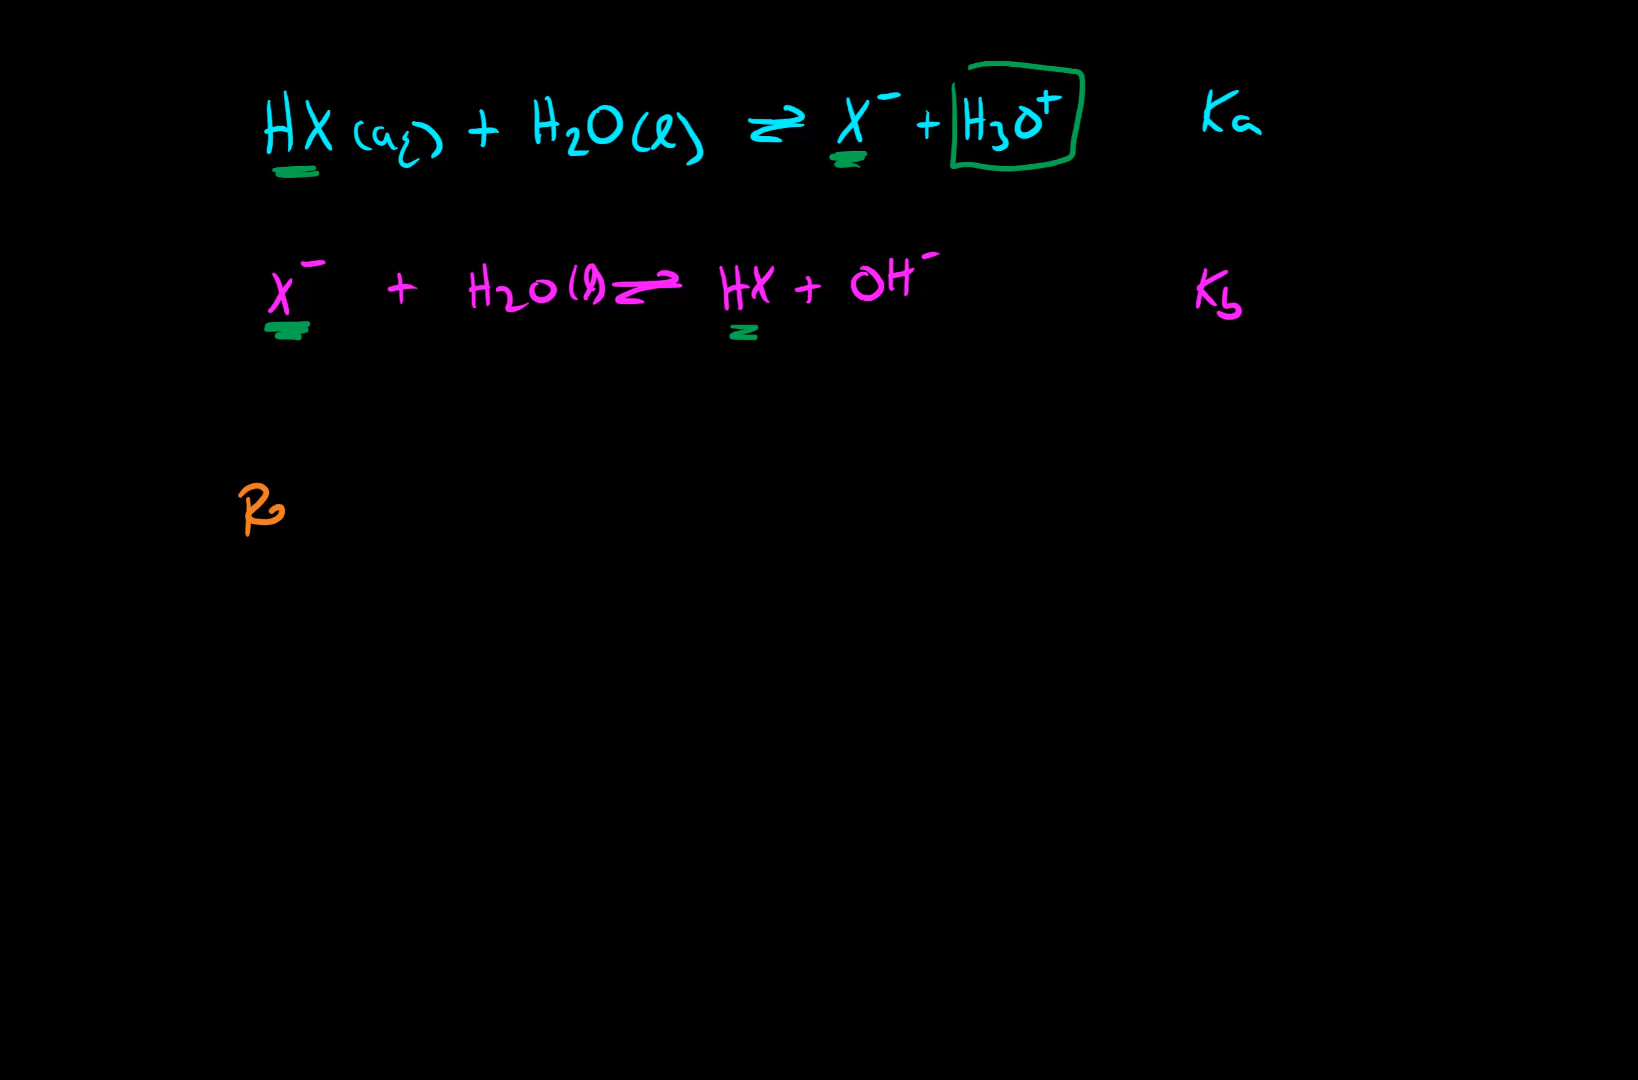 HX(aq) + H₂O(l) ⇌ X⁻ + H₃O⁺ Ka
X⁻ + H₂O(l) ⇌ HX + OH⁻ Kb
R